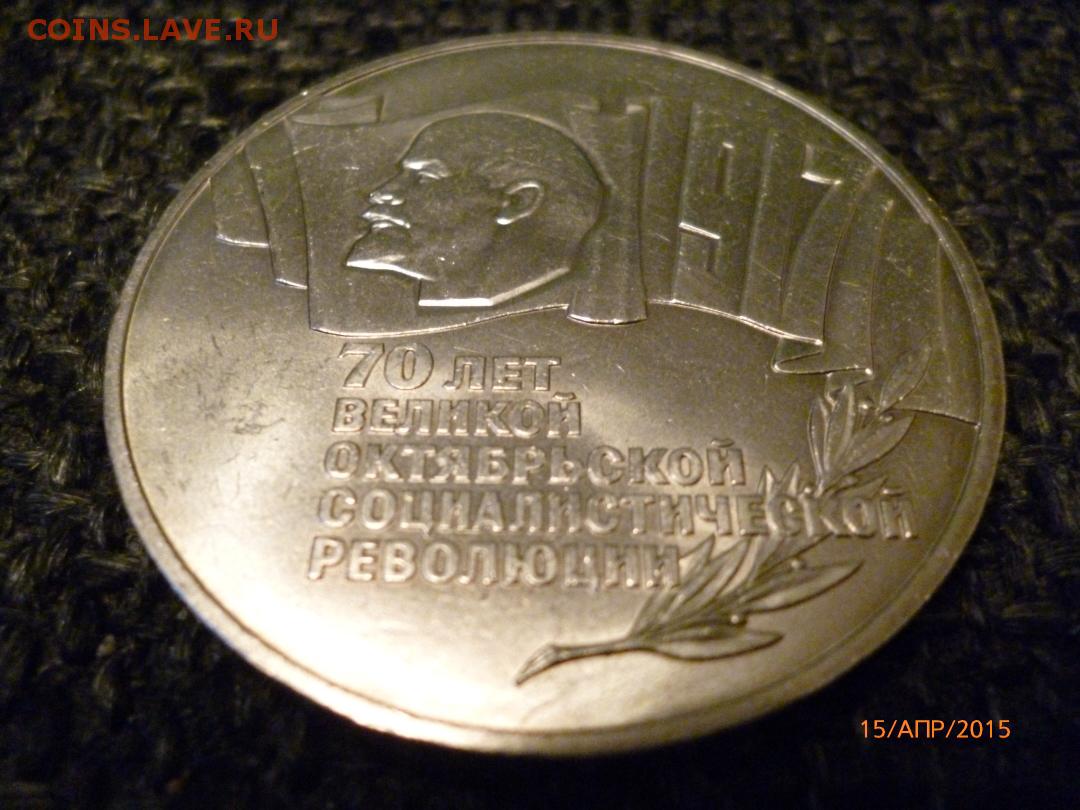 COINS.LAVE.RU
1917
70 ЛЕТ
ВЕЛИКОЙ
ОКТЯБРЬСКОЙ
СОЦИАЛИСТИЧЕСКОЙ
РЕВОЛЮЦИИ
15/АПР/2015